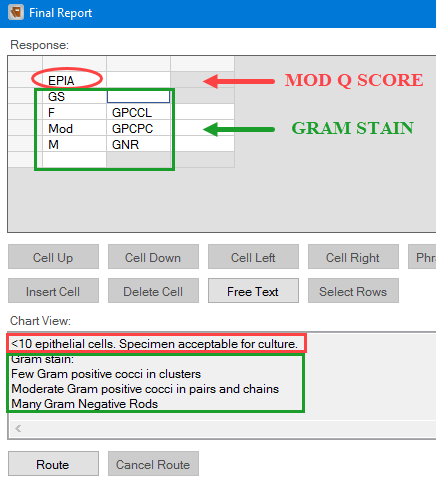 Final Report
Response:
EPIA
MOD Q SCORE
GS
F GPCCL
Mod GPCPC
GRAM STAIN
M GNR
Cell Up Cell Down Cell Left Cell Right Phra
Insert Cell Delete Cell Free Text Select Rows
Chart View:
<10 epithelial cells. Specimen acceptable for culture.
Gram stain:
Few Gram positive cocci in clusters
Moderate Gram positive cocci in pairs and chains
Many Gram Negative Rods
Route Cancel Route